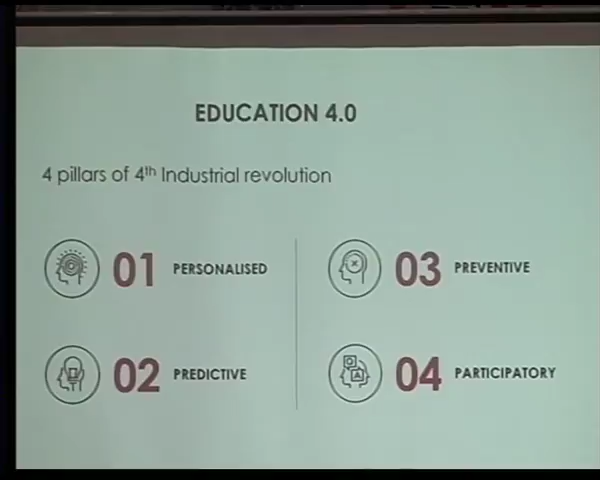 EDUCATION 4.0
4 pillars of 4th Industrial revolution
01 PERSONALISED
02 PREDICTIVE
03 PREVENTIVE
04 PARTICIPATORY